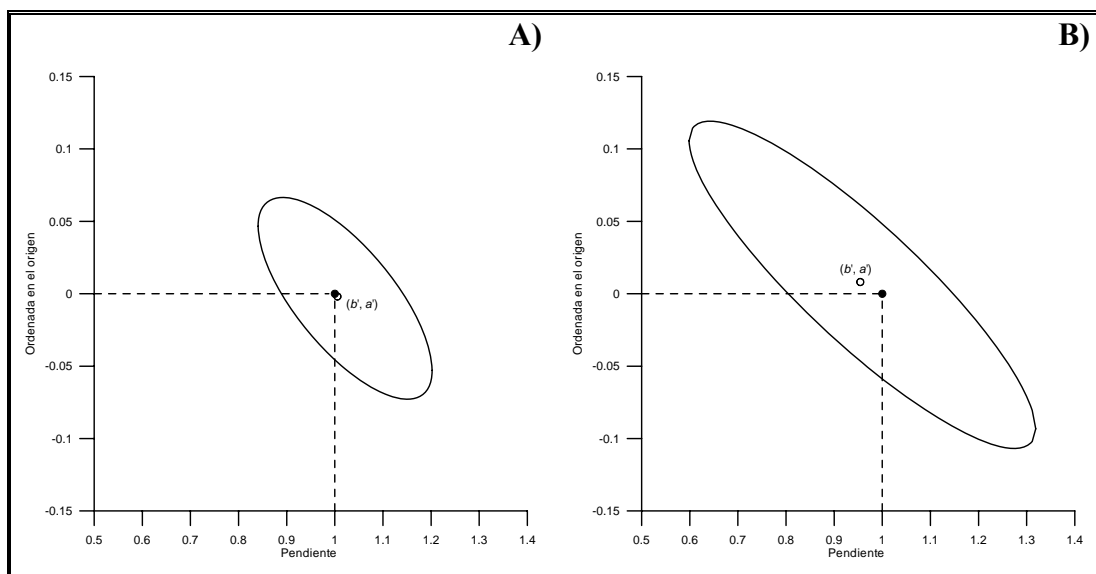 A)
0.15
0.1
0.05
0
-0.05
-0.1
-0.15
Ordenada en el origen
(b', a')
0.5 0.6 0.7 0.8 0.9 1 1.1 1.2 1.3 1.4
Pendiente
B)
0.15
0.1
0.05
0
-0.05
-0.1
-0.15
Ordenada en el origen
(b', a')
0.5 0.6 0.7 0.8 0.9 1 1.1 1.2 1.3 1.4
Pendiente